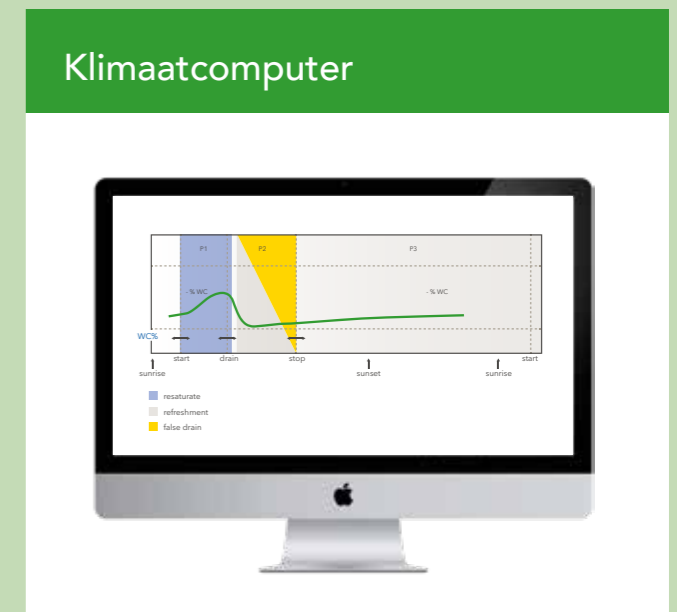 Klimaatcomputer
P1 P2 P3
- % WC - % WC
WC%
start drain stop start
sunrise sunset sunrise
resaturate
refreshment
false drain